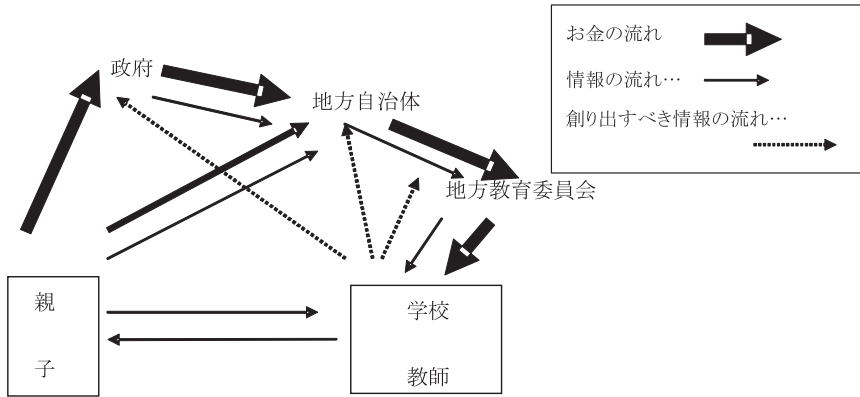 お金の流れ
情報の流れ…
創り出すべき情報の流れ…
政府
地方自治体
地方教育委員会
親
子
学校
教師